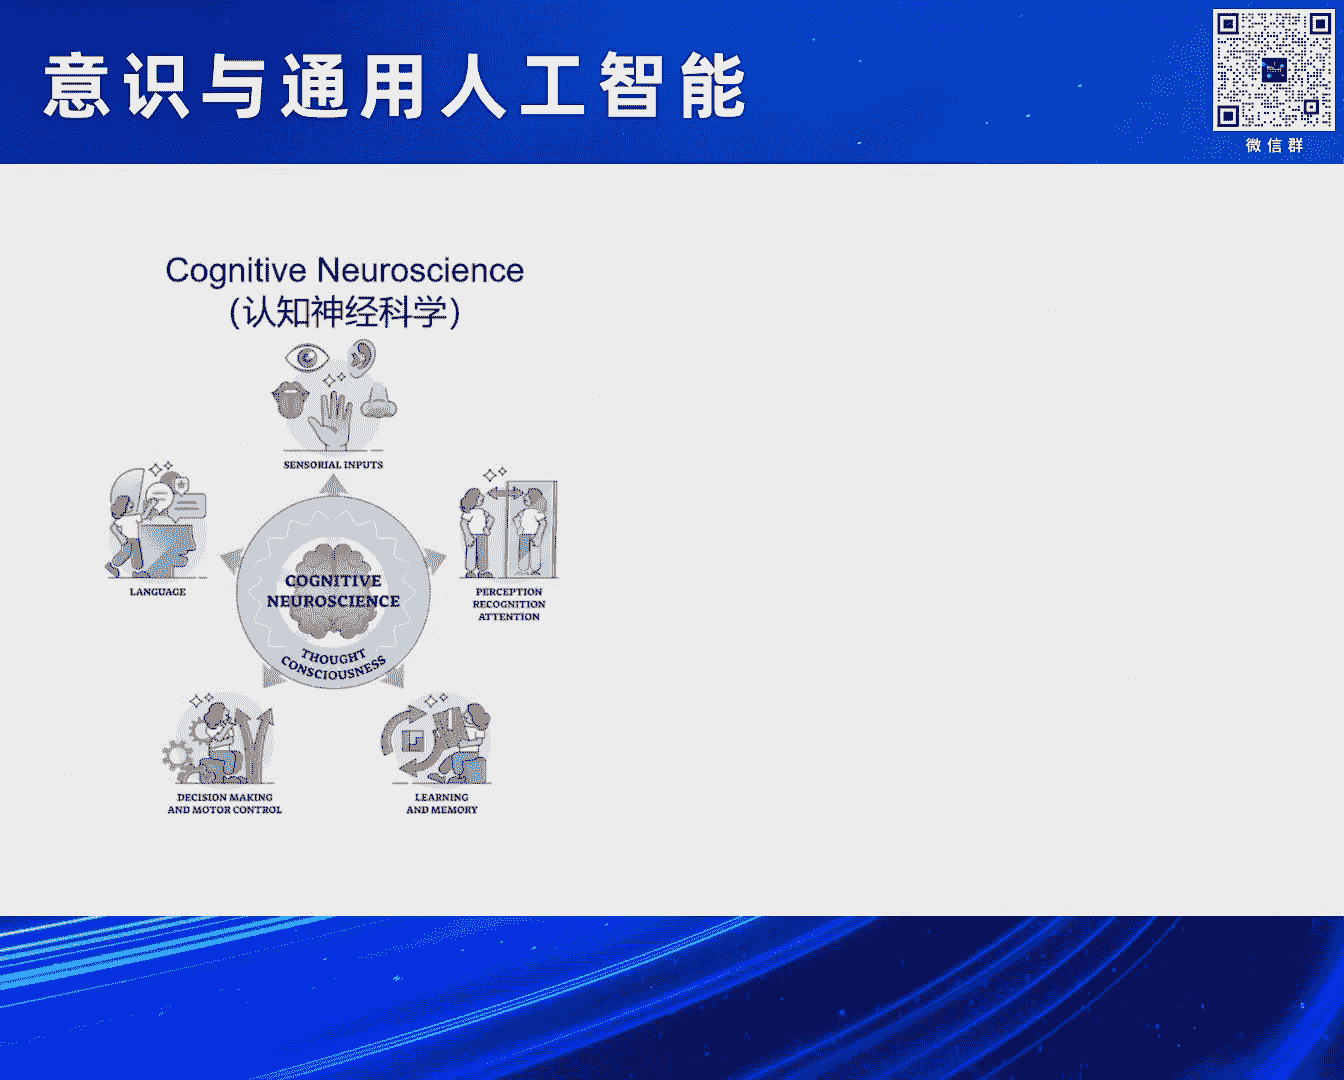 意识与通用人工智能
微信群
Cognitive Neuroscience
(认知神经科学)
SENSORIAL INPUTS
LANGUAGE
PERCEPTION
RECOGNITION
ATTENTION
COGNITIVE
NEUROSCIENCE
THOUGHT
CONSCIOUSNESS
DECISION MAKING
AND MOTOR CONTROL
LEARNING
AND MEMORY